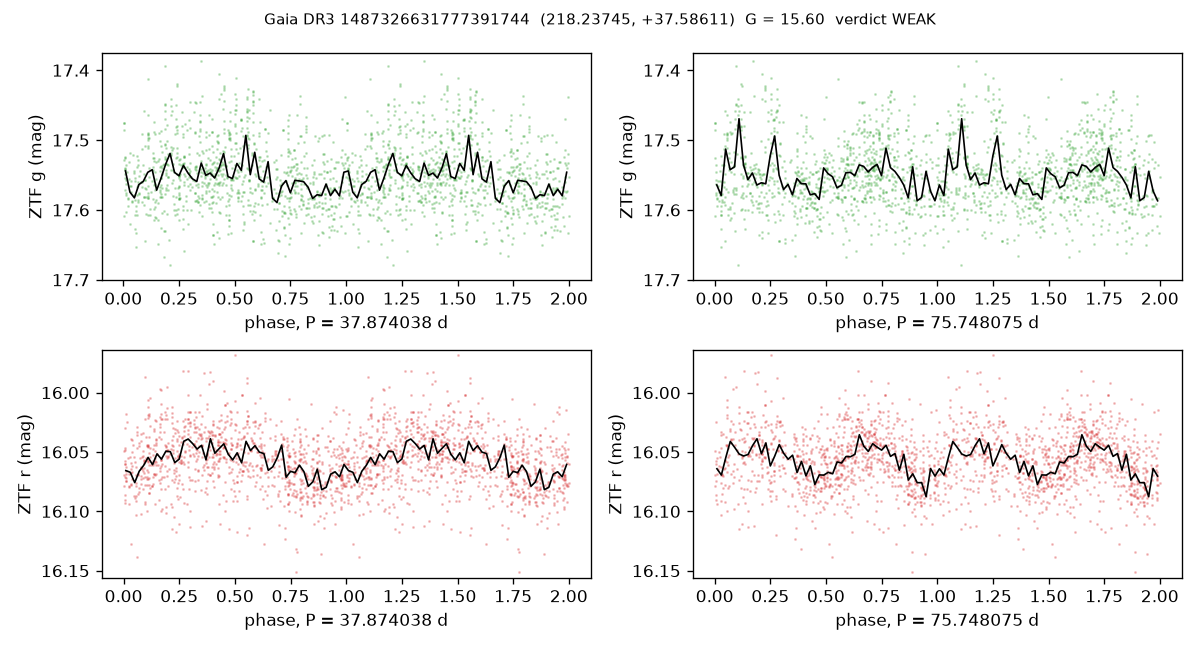 Gaia DR3 1487326631777391744  (218.23745, +37.58611)  G = 15.60  verdict WEAK
ZTF g (mag)
17.4
17.5
17.6
17.7
0.00 0.25 0.50 0.75 1.00 1.25 1.50 1.75 2.00
phase, P = 37.874038 d
ZTF g (mag)
17.4
17.5
17.6
17.7
0.00 0.25 0.50 0.75 1.00 1.25 1.50 1.75 2.00
phase, P = 75.748075 d
ZTF r (mag)
16.00
16.05
16.10
16.15
0.00 0.25 0.50 0.75 1.00 1.25 1.50 1.75 2.00
phase, P = 37.874038 d
ZTF r (mag)
16.00
16.05
16.10
16.15
0.00 0.25 0.50 0.75 1.00 1.25 1.50 1.75 2.00
phase, P = 75.748075 d